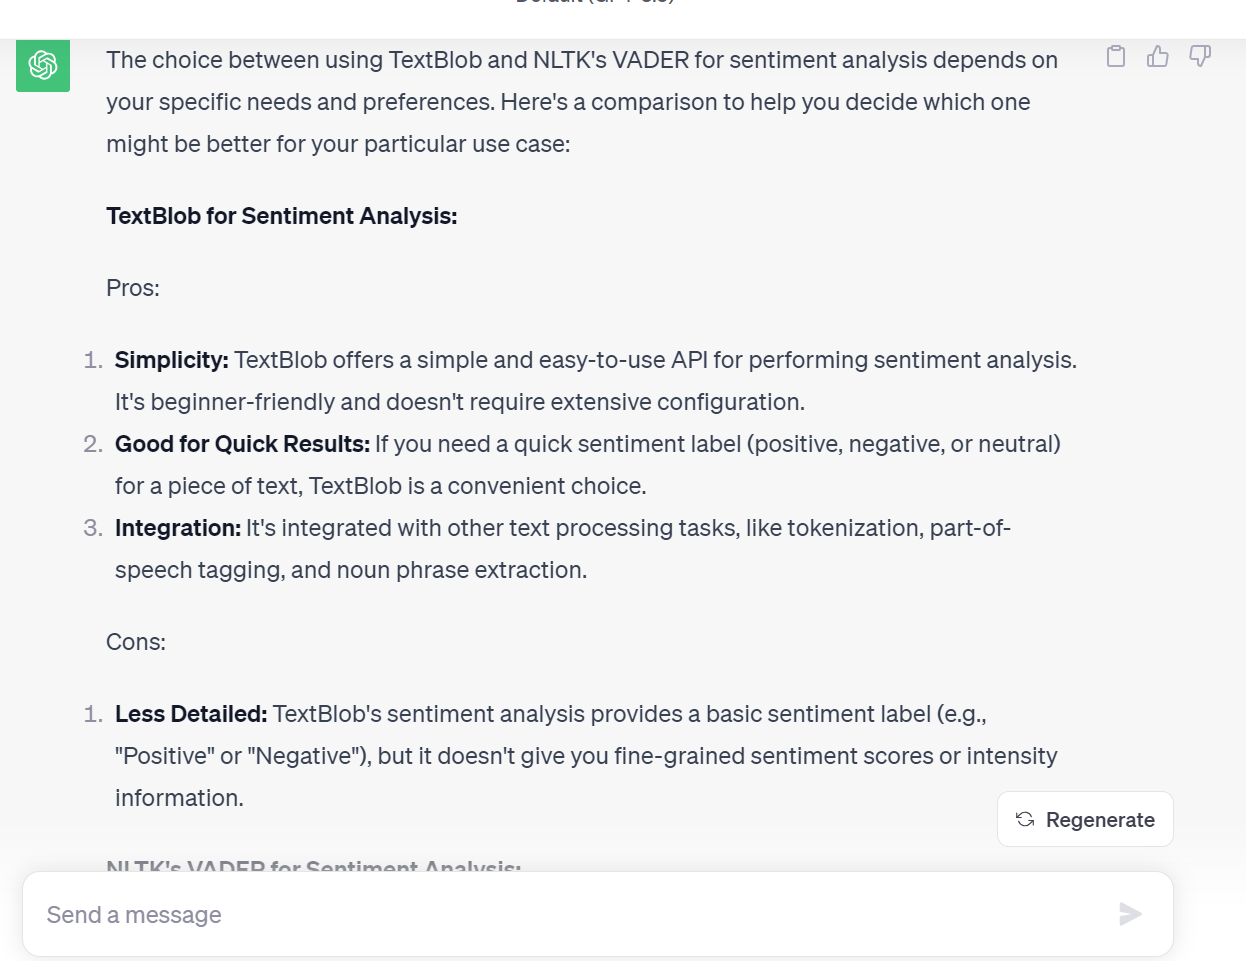 The choice between using TextBlob and NLTK's VADER for sentiment analysis depends on
your specific needs and preferences. Here's a comparison to help you decide which one
might be better for your particular use case:
TextBlob for Sentiment Analysis:
Pros:
1. Simplicity: TextBlob offers a simple and easy-to-use API for performing sentiment analysis.
It's beginner-friendly and doesn't require extensive configuration.
2. Good for Quick Results: If you need a quick sentiment label (positive, negative, or neutral)
for a piece of text, TextBlob is a convenient choice.
3. Integration: It's integrated with other text processing tasks, like tokenization, part-of-
speech tagging, and noun phrase extraction.
Cons:
1. Less Detailed: TextBlob's sentiment analysis provides a basic sentiment label (e.g.,
"Positive" or "Negative"), but it doesn't give you fine-grained sentiment scores or intensity
information.
Regenerate
NLTK's VADER for Sentiment Analysis:
Send a message